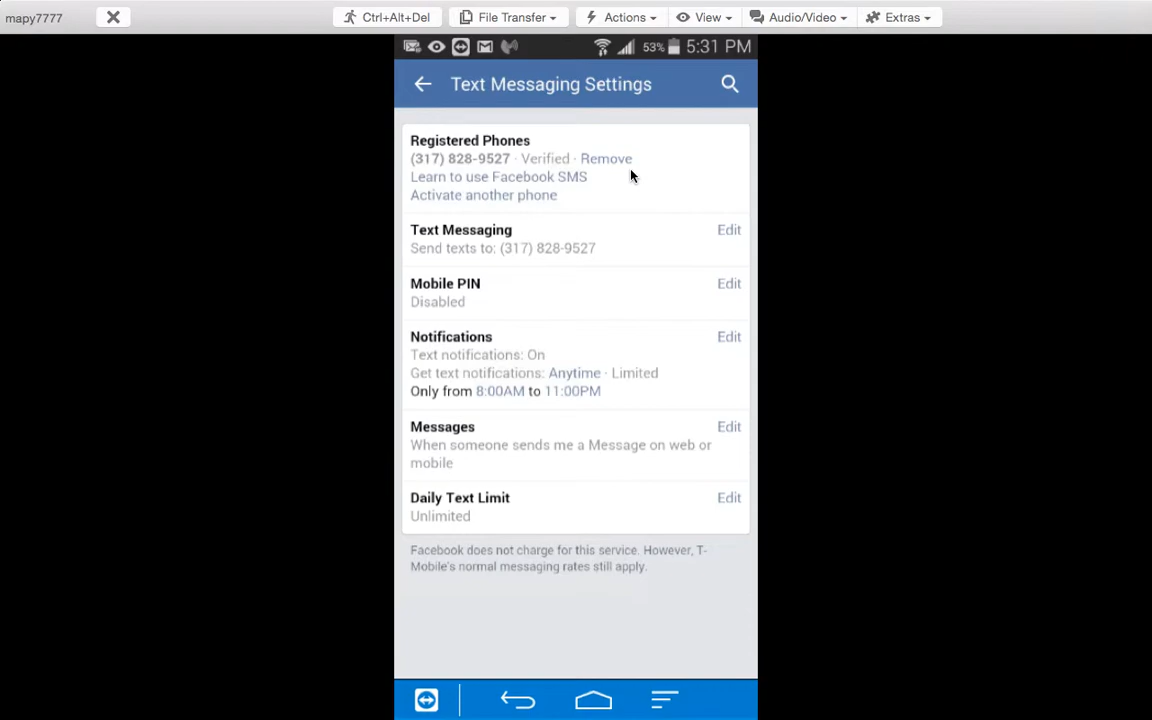 mapy7777
Ctrl+Alt+Del
File Transfer
Actions
View
Audio/Video
Extras
53% 5:31 PM
Text Messaging Settings
Registered Phones
(317) 828-9527 · Verified · Remove
Learn to use Facebook SMS
Activate another phone
Text Messaging Edit
Send texts to: (317) 828-9527
Mobile PIN Edit
Disabled
Notifications Edit
Text notifications: On
Get text notifications: Anytime · Limited
Only from 8:00AM to 11:00PM
Messages Edit
When someone sends me a Message on web or
mobile
Daily Text Limit Edit
Unlimited
Facebook does not charge for this service. However, T-
Mobile's normal messaging rates still apply.